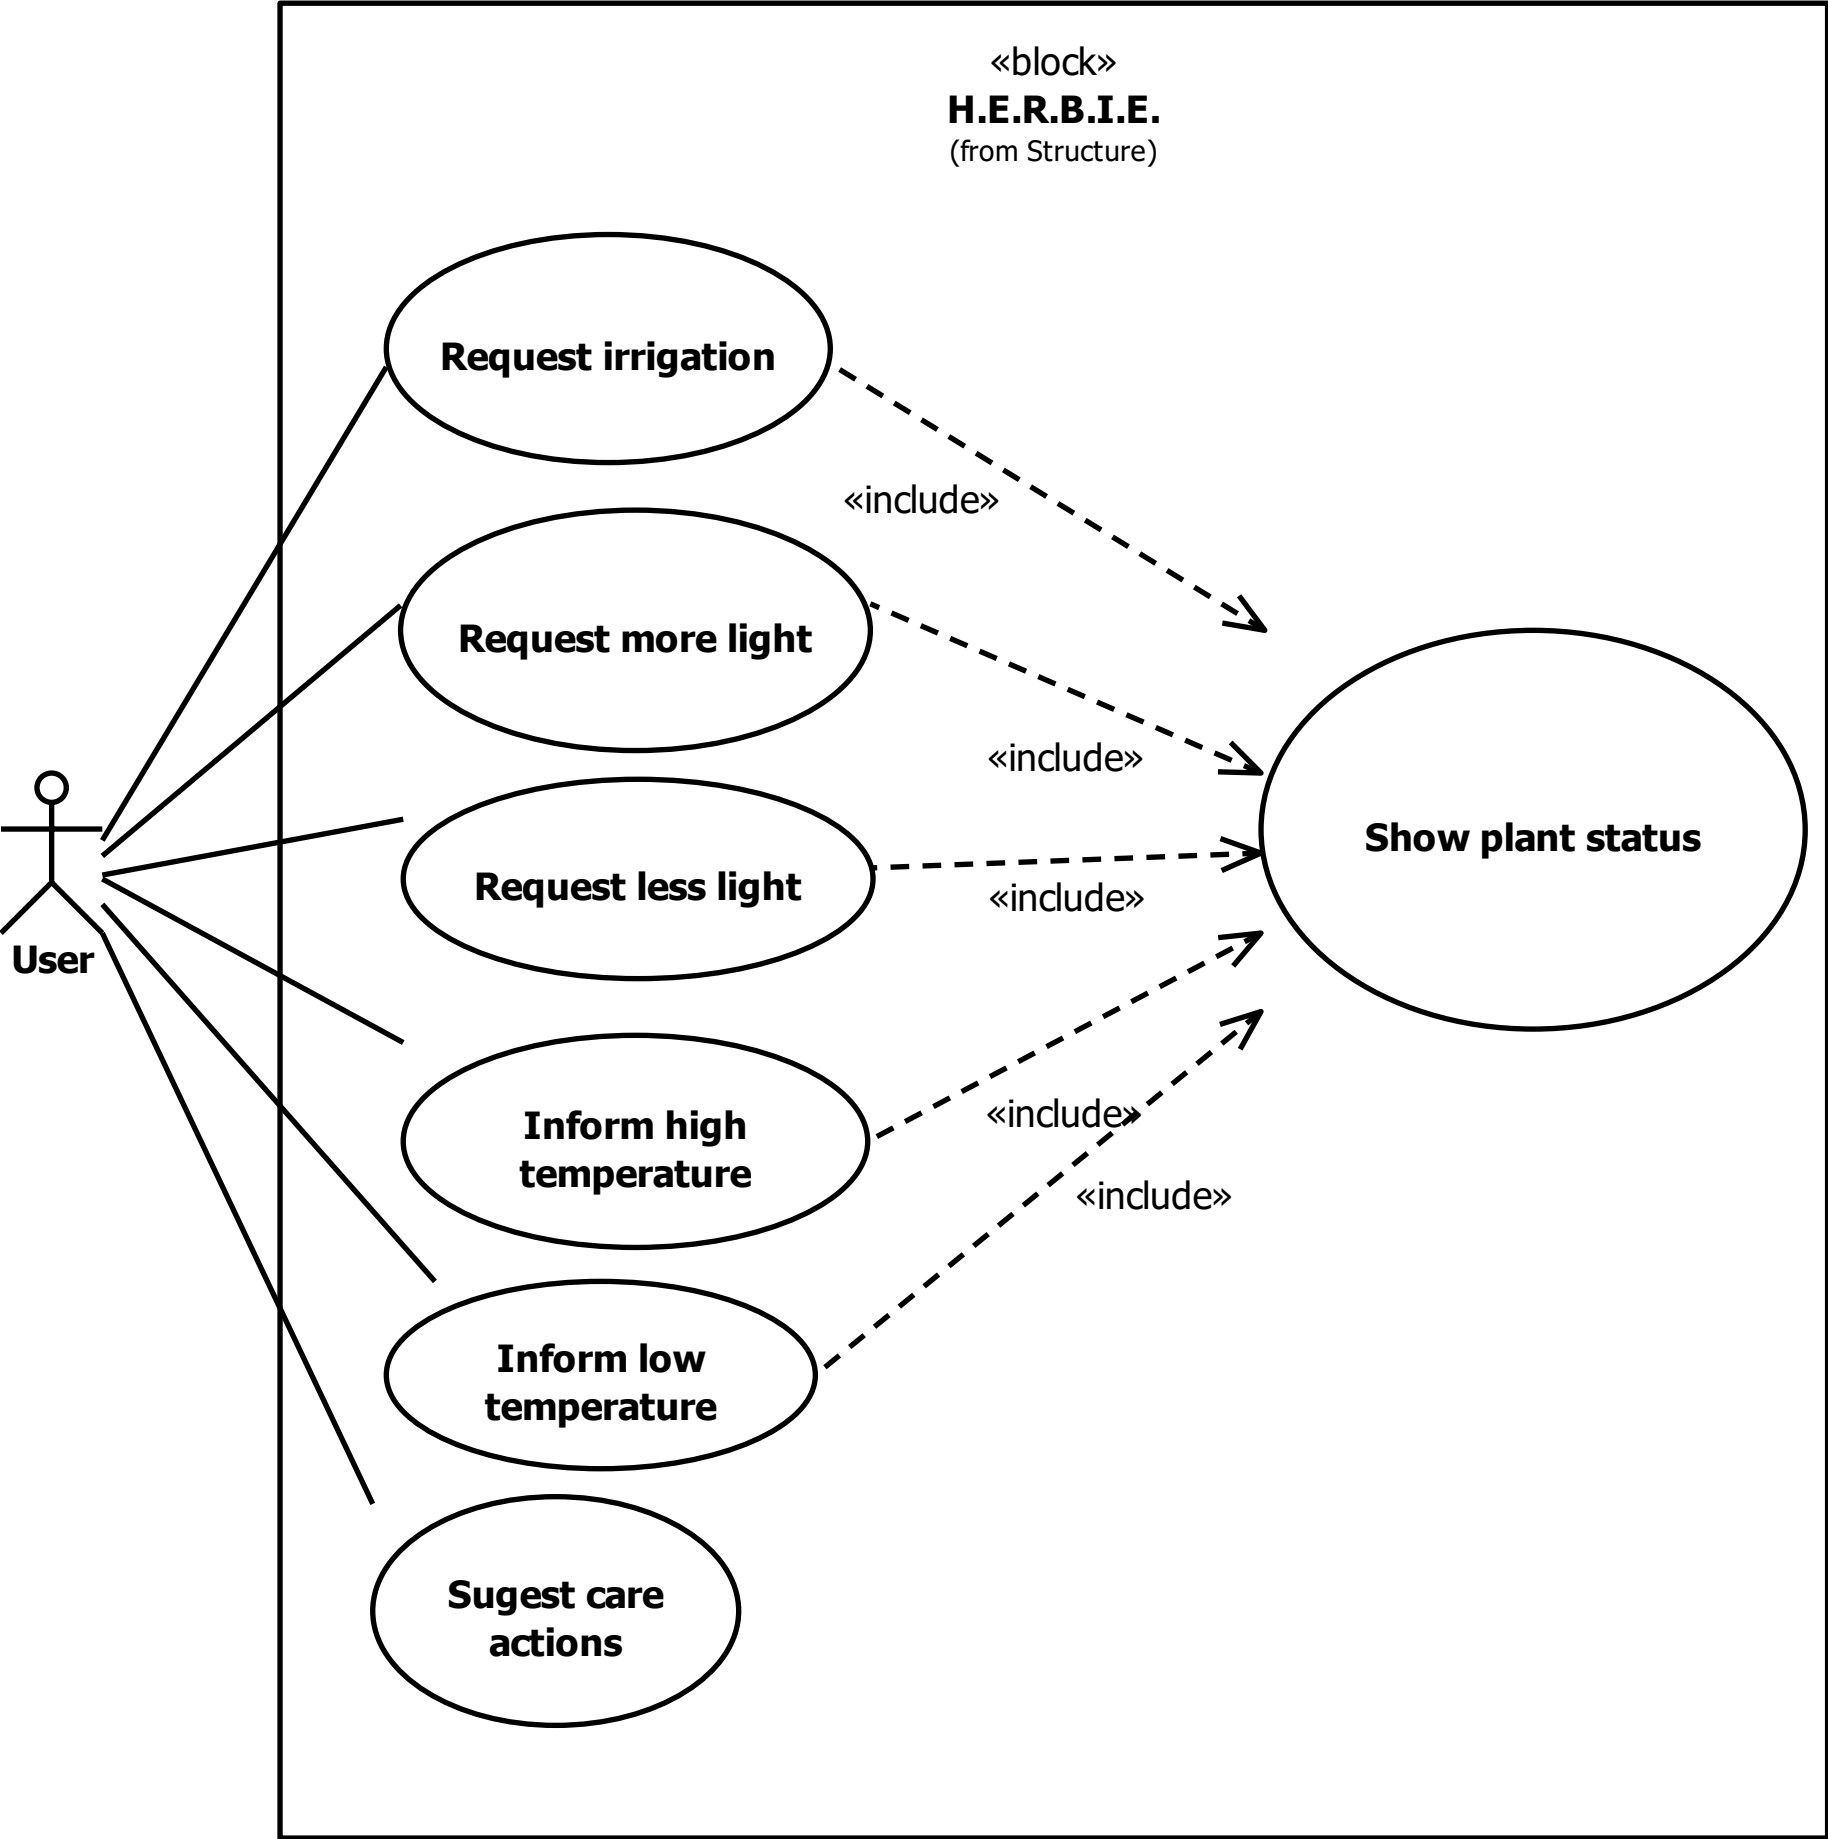 «block»
H.E.R.B.I.E.
(from Structure)
Request irrigation
«include»
Request more light
«include»
Show plant status
Request less light
«include»
User
Inform high
temperature
«include»
«include»
Inform low
temperature
Sugest care
actions